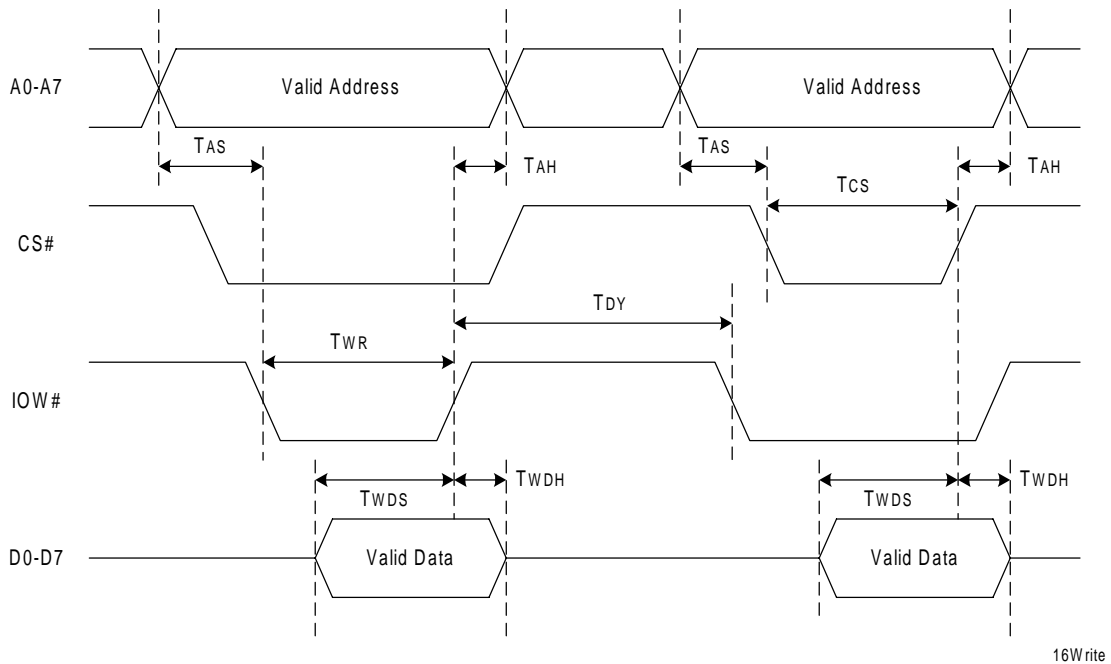 A0-A7
Valid Address
Valid Address
TAS
TAH
TAS
TAH
TCS
CS#
TDY
TWR
IOW#
TWDS
TWDH
TWDS
TWDH
D0-D7
Valid Data
Valid Data
16Write